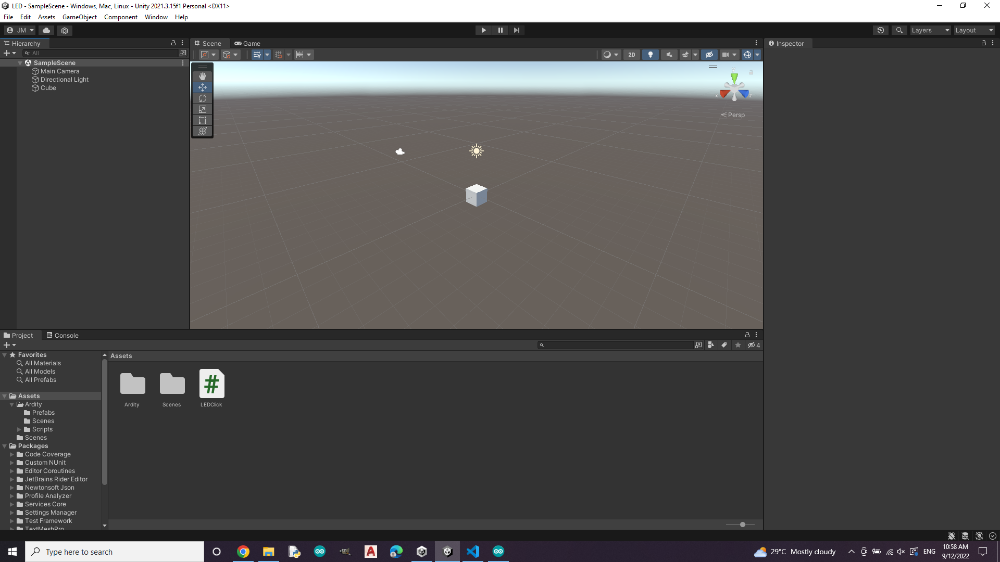 LED - SampleScene - Windows, Mac, Linux - Unity 2021.3.15f1 Personal <DX11>
File Edit Assets GameObject Component Window Help
JM
Layers
Layout
Hierarchy
All
SampleScene
Main Camera
Directional Light
Cube
Scene
Game
2D
y
x
z
Persp
Inspector
Project
Console
4
Favorites
All Materials
All Models
All Prefabs
Assets
Ardity
Prefabs
Scenes
Scripts
Scenes
Packages
Code Coverage
Custom NUnit
Editor Coroutines
JetBrains Rider Editor
Newtonsoft Json
Profile Analyzer
Services Core
Settings Manager
Test Framework
TextMeshPro
Assets
Ardity
Scenes
#
LEDClick
Type here to search
29°C Mostly cloudy
ENG
10:58 AM
9/12/2022